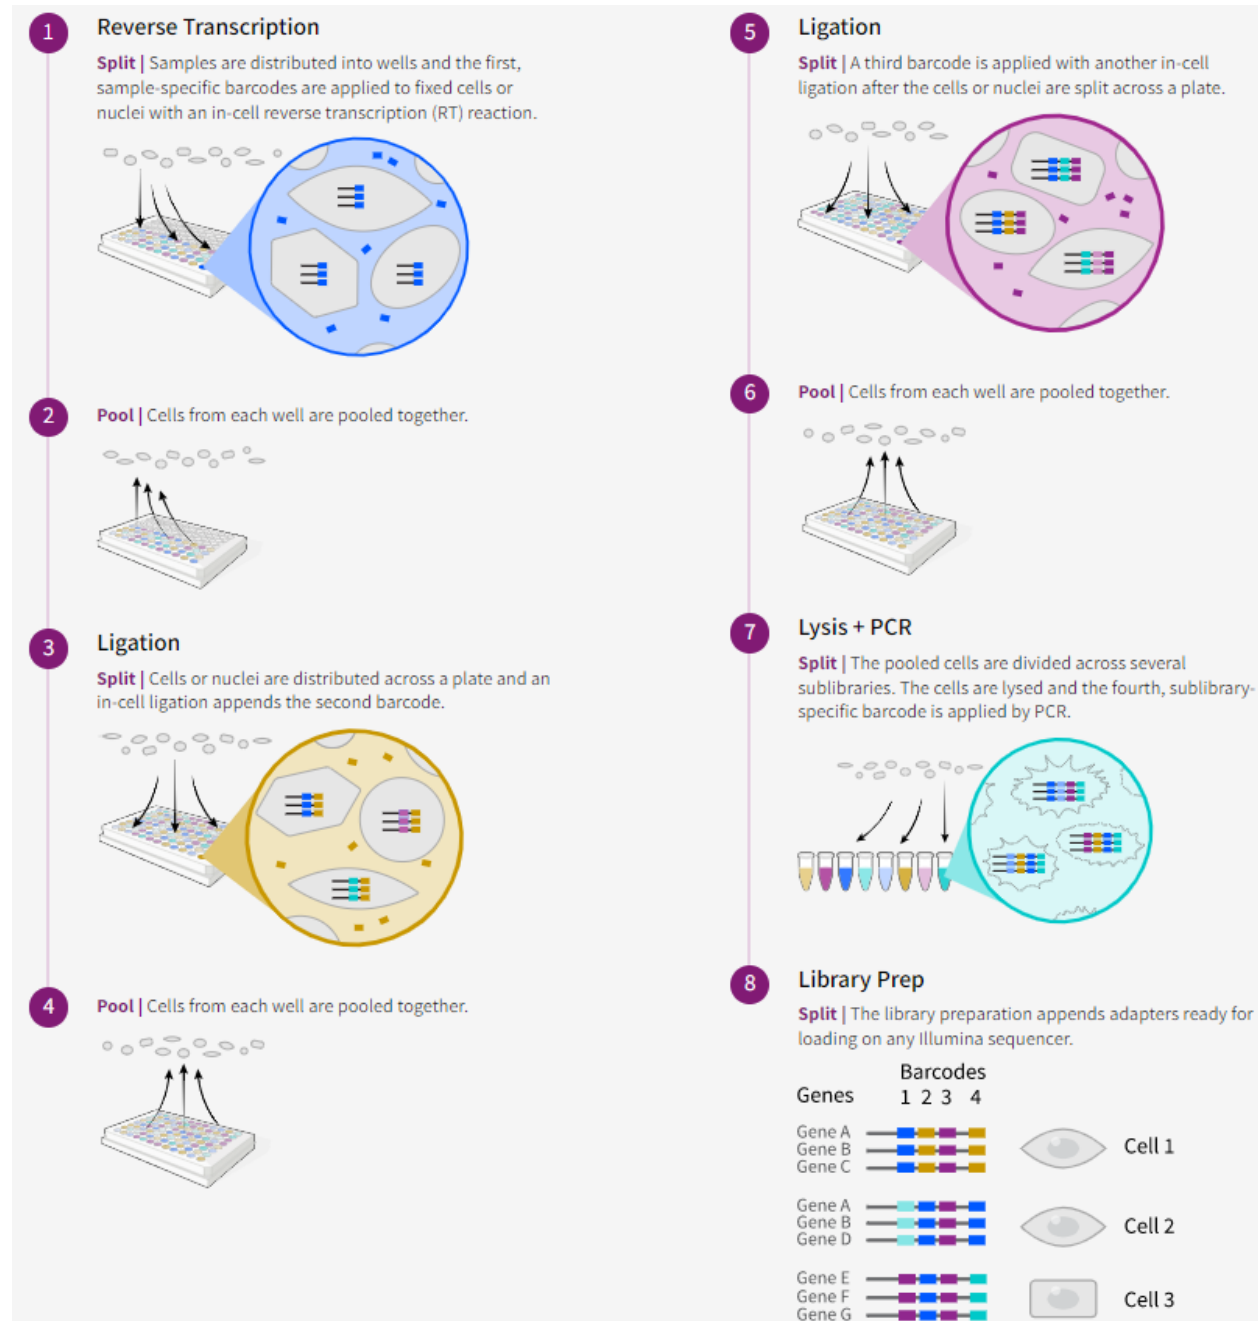 1
Reverse Transcription
Split | Samples are distributed into wells and the first,
sample-specific barcodes are applied to fixed cells or
nuclei with an in-cell reverse transcription (RT) reaction.
2
Pool | Cells from each well are pooled together.
3
Ligation
Split | Cells or nuclei are distributed across a plate and an
in-cell ligation appends the second barcode.
4
Pool | Cells from each well are pooled together.
5
Ligation
Split | A third barcode is applied with another in-cell
ligation after the cells or nuclei are split across a plate.
6
Pool | Cells from each well are pooled together.
7
Lysis + PCR
Split | The pooled cells are divided across several
sublibraries. The cells are lysed and the fourth, sublibrary-
specific barcode is applied by PCR.
8
Library Prep
Split | The library preparation appends adapters ready for
loading on any Illumina sequencer.
Barcodes
Genes 1 2 3 4
Gene A
Gene B
Gene C
Cell 1
Gene A
Gene B
Gene D
Cell 2
Gene E
Gene F
Gene G
Cell 3